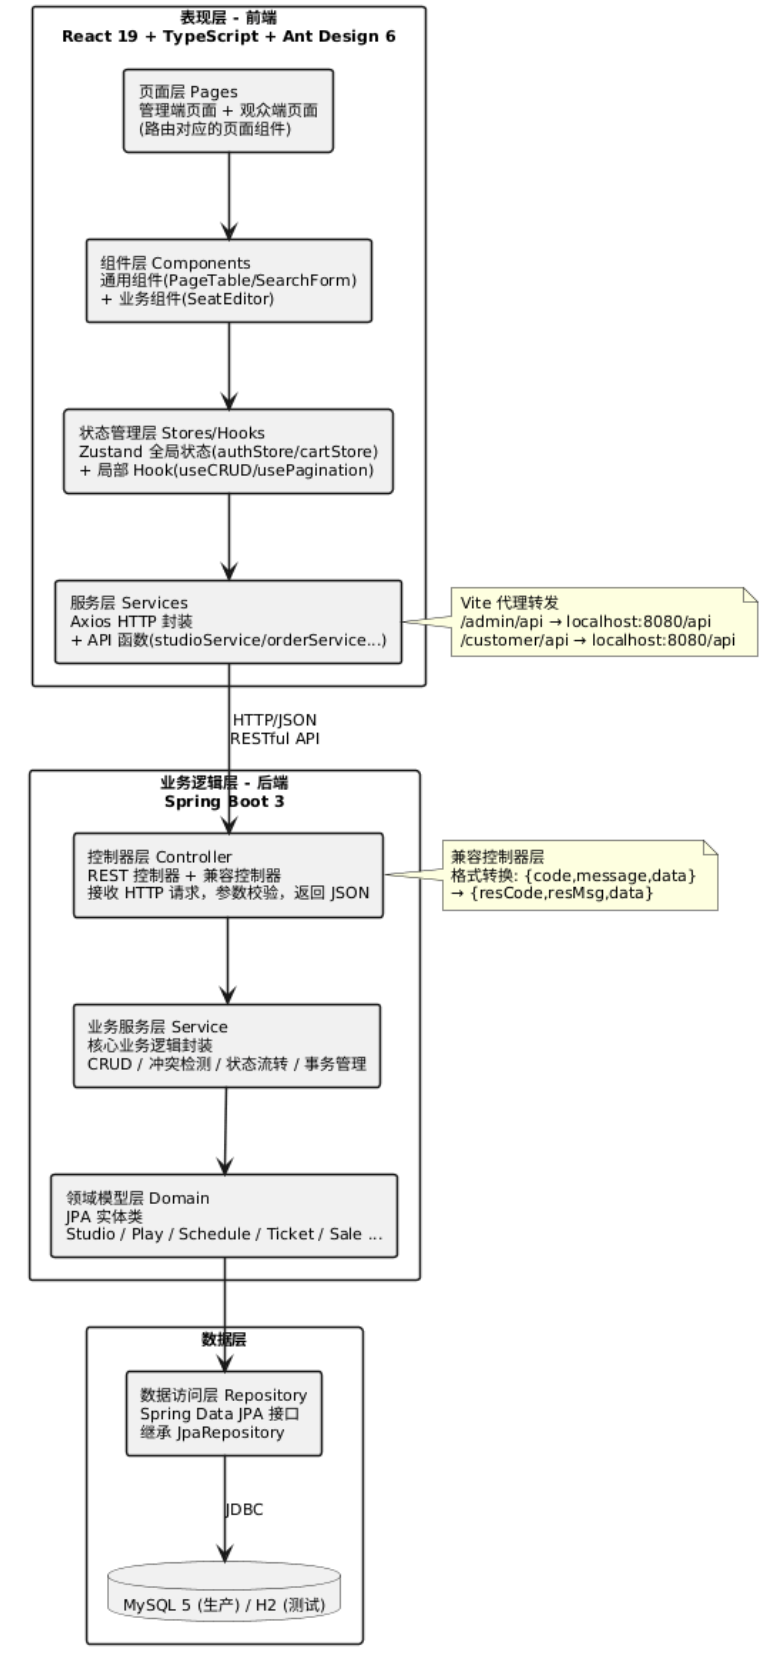 表现层 - 前端
React 19 + TypeScript + Ant Design 6
页面层 Pages
管理端页面 + 观众端页面
(路由对应的页面组件)
组件层 Components
通用组件(PageTable/SearchForm)
+ 业务组件(SeatEditor)
状态管理层 Stores/Hooks
Zustand 全局状态(authStore/cartStore)
+ 局部 Hook(useCRUD/usePagination)
服务层 Services
Axios HTTP 封装
+ API 函数(studioService/orderService...)
Vite 代理转发
/admin/api → localhost:8080/api
/customer/api → localhost:8080/api
HTTP/JSON
RESTful API
业务逻辑层 - 后端
Spring Boot 3
控制器层 Controller
REST 控制器 + 兼容控制器
接收 HTTP 请求，参数校验，返回 JSON
兼容控制器层
格式转换: {code,message,data}
→ {resCode,resMsg,data}
业务服务层 Service
核心业务逻辑封装
CRUD / 冲突检测 / 状态流转 / 事务管理
领域模型层 Domain
JPA 实体类
Studio / Play / Schedule / Ticket / Sale ...
数据层
数据访问层 Repository
Spring Data JPA 接口
继承 JpaRepository
JDBC
MySQL 5 (生产) / H2 (测试)